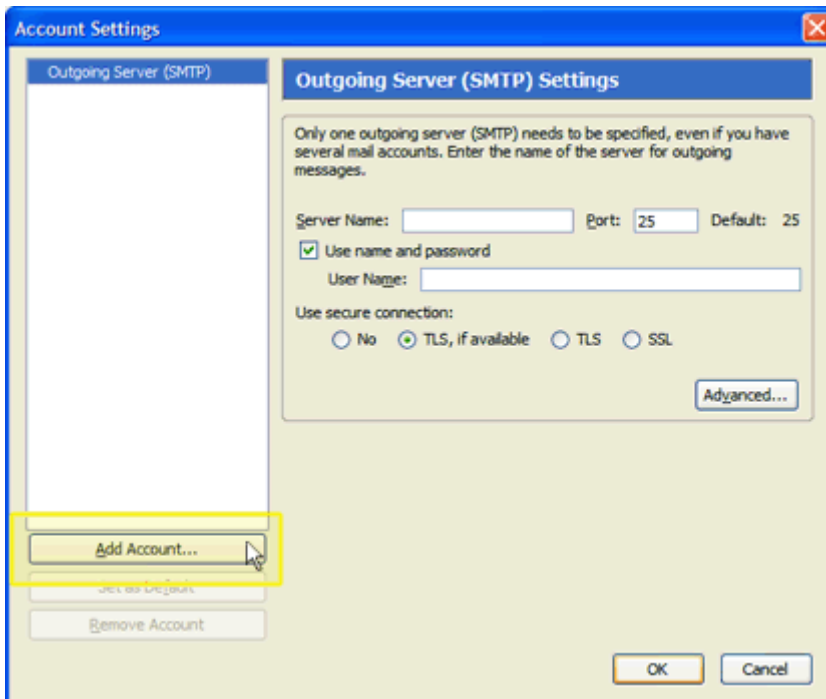 Account Settings
Outgoing Server (SMTP)
Outgoing Server (SMTP) Settings
Only one outgoing server (SMTP) needs to be specified, even if you have
several mail accounts. Enter the name of the server for outgoing
messages.
Server Name: Port: 25 Default: 25
Use name and password
User Name:
Use secure connection:
No TLS, if available TLS SSL
Advanced...
Add Account...
Set as Default
Remove Account
OK Cancel